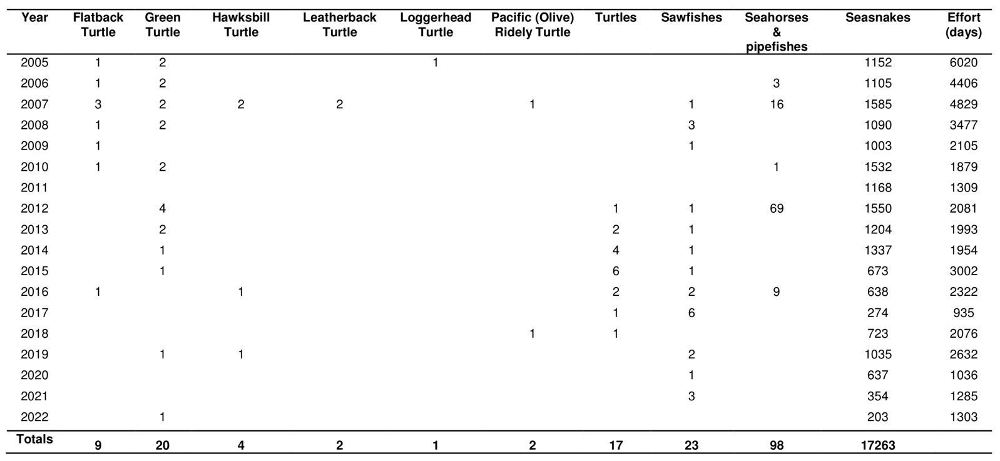 Year Flatback Turtle Green Turtle Hawksbill Turtle Leatherback Turtle Loggerhead Turtle Pacific (Olive) Ridely Turtle Turtles Sawfishes Seahorses & pipefishes Seasnakes Effort (days)
2005 1 2 1 1152 6020
2006 1 2 3 1105 4406
2007 3 2 2 2 1 1 16 1585 4829
2008 1 2 3 1090 3477
2009 1 1 1003 2105
2010 1 2 1 1532 1879
2011 1168 1309
2012 4 1 1 69 1550 2081
2013 2 2 1 1204 1993
2014 1 4 1 1337 1954
2015 1 6 1 673 3002
2016 1 1 2 2 9 638 2322
2017 1 6 274 935
2018 1 1 723 2076
2019 1 1 2 1035 2632
2020 1 637 1036
2021 3 354 1285
2022 1 203 1303
Totals 9 20 4 2 1 2 17 23 98 17263